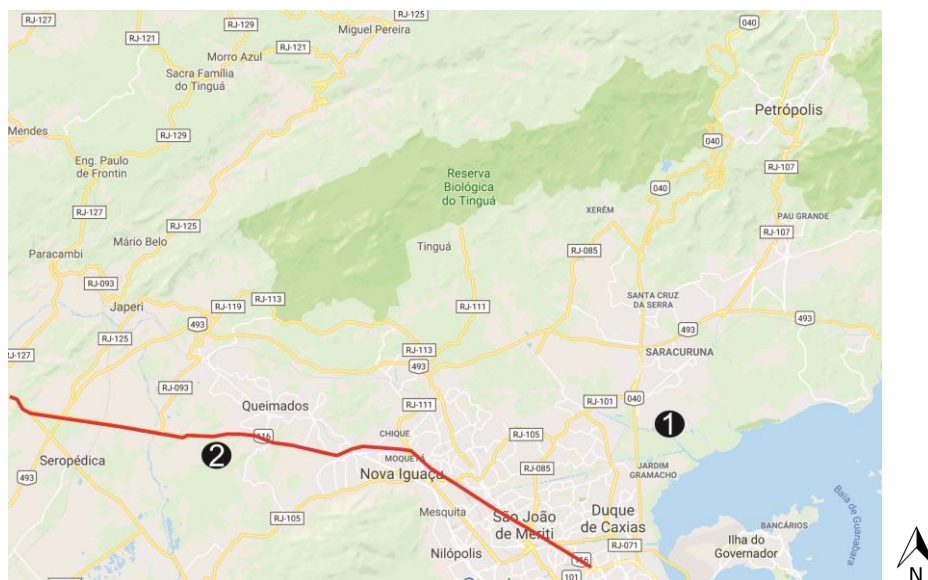 RJ-127
RJ-129
RJ-125
Miguel Pereira
RJ-121
Morro Azul
RJ-121
040
Sacra Família
do Tinguá
Petrópolis
Mendes
RJ-129
040
Eng. Paulo
de Frontin
Reserva
Biológica
do Tinguá
RJ-107
040
RJ-127
XERÉM
PAU GRANDE
RJ-125
Mário Belo
Tinguá
RJ-107
Paracambi
RJ-085
RJ-093
SANTA CRUZ
DA SERRA
RJ-119
RJ-113
Japeri
RJ-111
493
493
493
RJ-125
RJ-113
SARACURUNA
RJ-127
493
RJ-093
040
RJ-101
Queimados
RJ-111
1
116
CHIQUE
RJ-105
2
MOQUETÁ
Seropédica
RJ-085
JARDIM
GRAMACHO
493
Nova Iguaçu
Baía de Guanabara
RJ-105
Mesquita
São João
de Meriti
Duque
de Caxias
BANCÁRIOS
RJ-071
Ilha do
Governador
Nilópolis
116
101
N